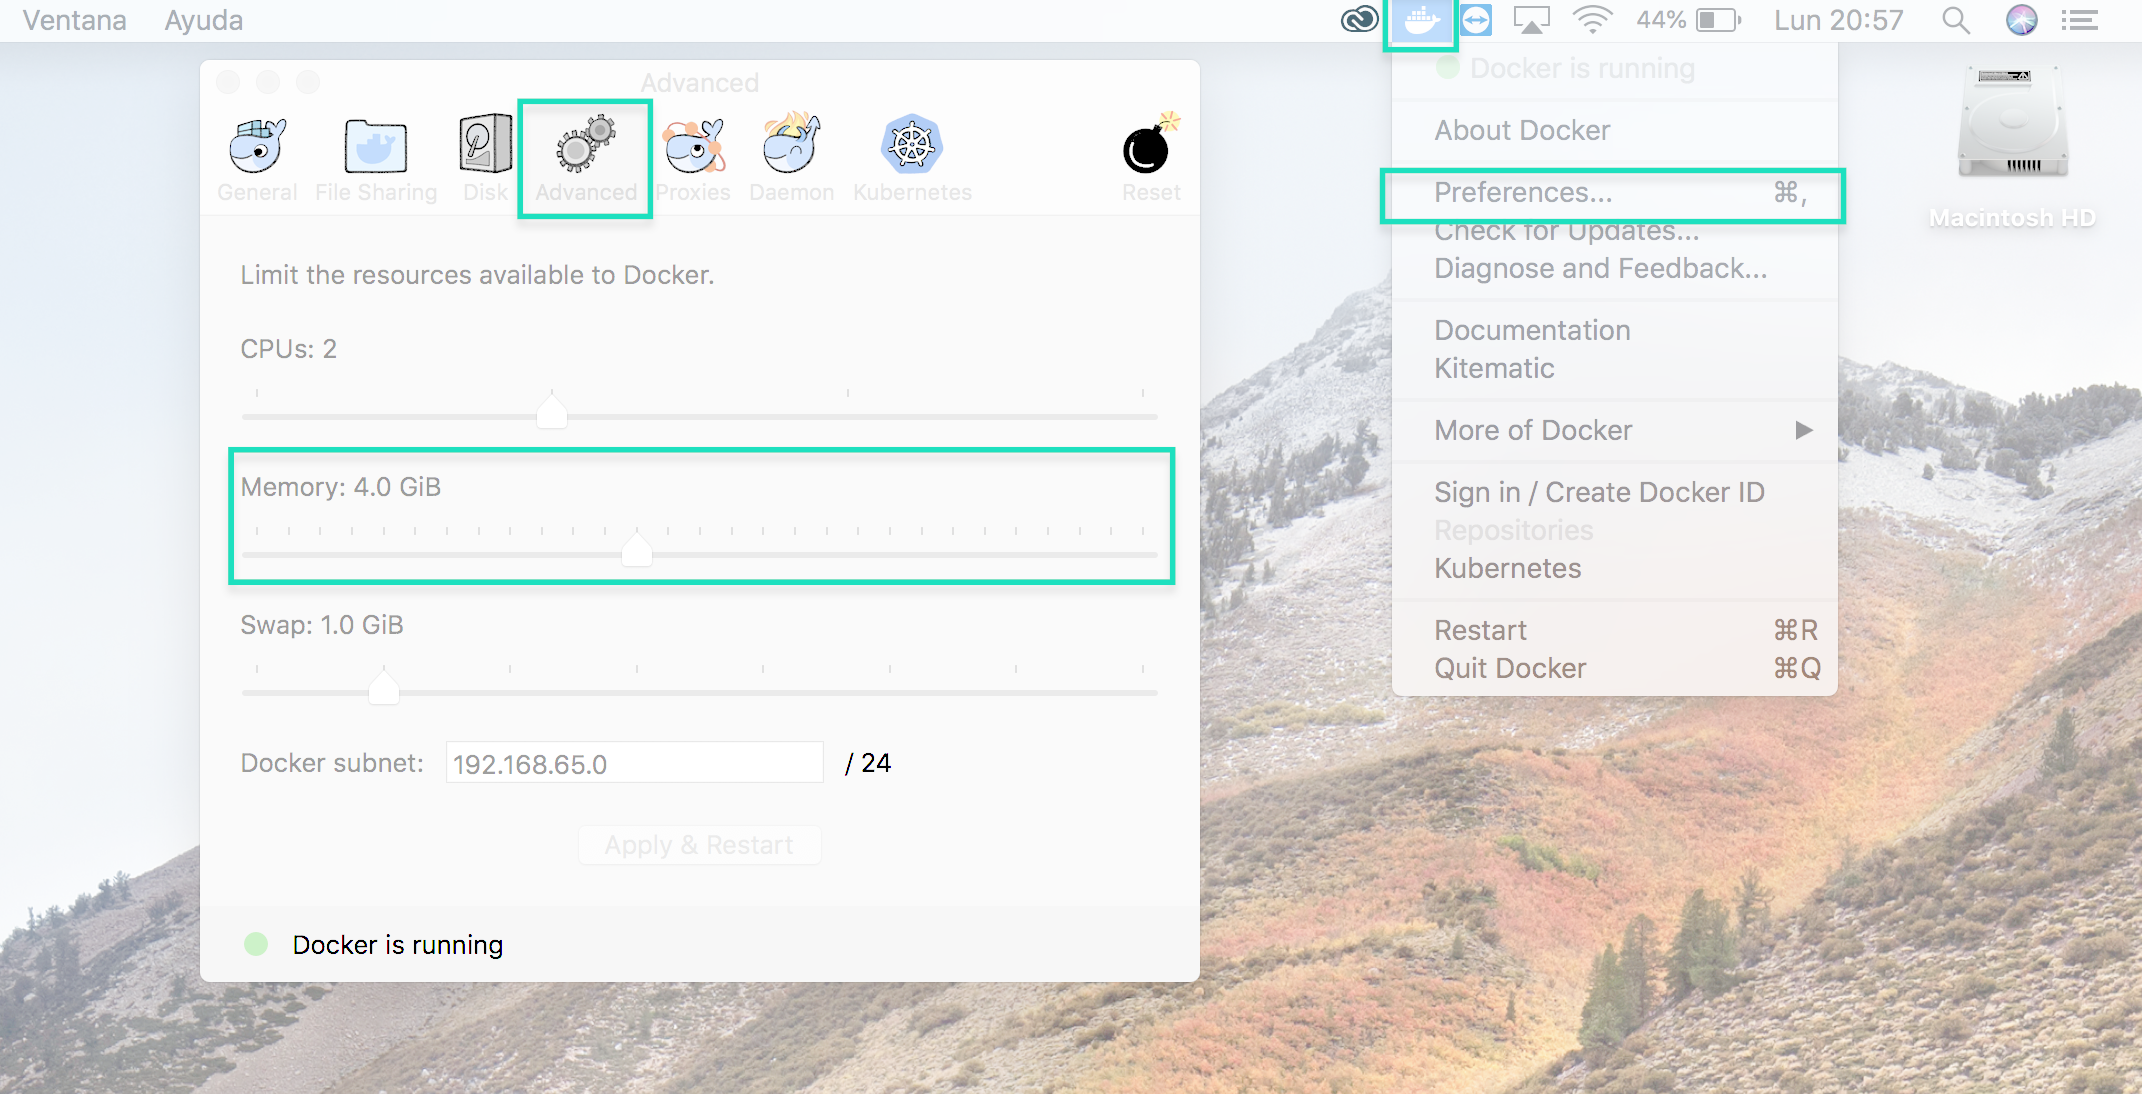 Ventana Ayuda 44% Lun 20:57
Advanced
General File Sharing Disk Advanced Proxies Daemon Kubernetes Reset
Limit the resources available to Docker.
CPUs: 2
Memory: 4.0 GiB
Swap: 1.0 GiB
Docker subnet: 192.168.65.0 / 24
Apply & Restart
Docker is running
Docker is running
About Docker
Preferences... ⌘,
Check for Updates...
Diagnose and Feedback...
Documentation
Kitematic
More of Docker ▶
Sign in / Create Docker ID
Repositories
Kubernetes
Restart ⌘R
Quit Docker ⌘Q
Macintosh HD